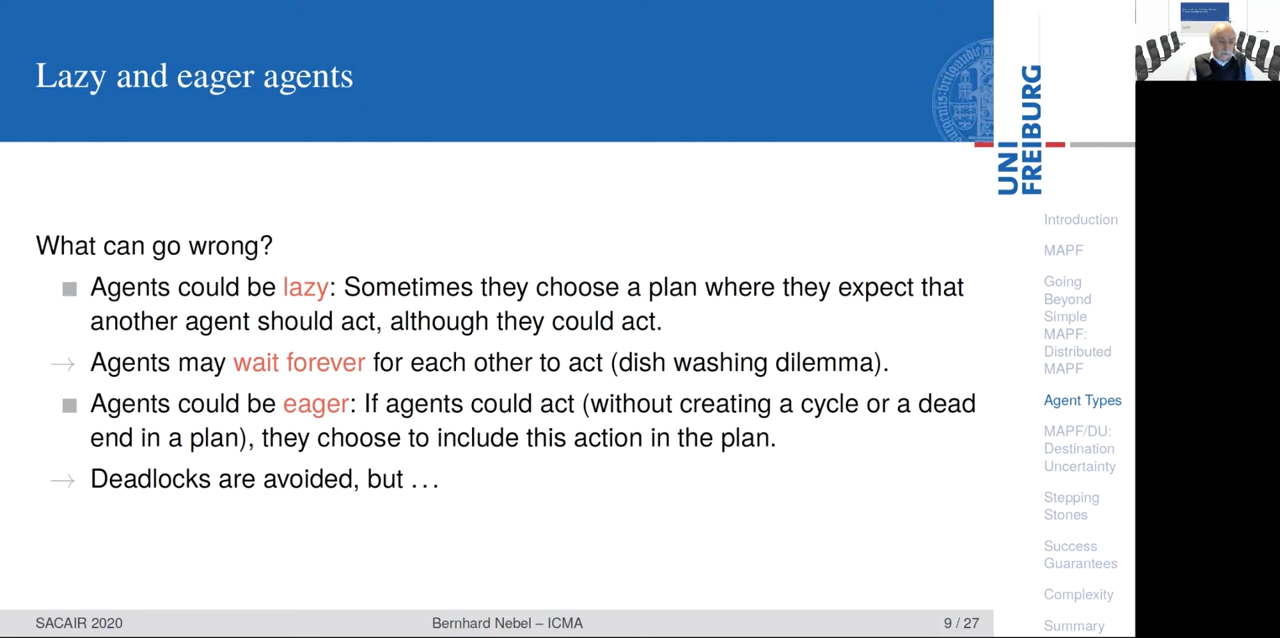 Lazy and eager agents
UNI
FREIBURG
What can go wrong?
Agents could be lazy: Sometimes they choose a plan where they expect that
another agent should act, although they could act.
→ Agents may wait forever for each other to act (dish washing dilemma).
Agents could be eager: If agents could act (without creating a cycle or a dead
end in a plan), they choose to include this action in the plan.
→ Deadlocks are avoided, but ...
Introduction
MAPF
Going
Beyond
Simple
MAPF:
Distributed
MAPF
Agent Types
MAPF/DU:
Destination
Uncertainty
Stepping
Stones
Success
Guarantees
Complexity
Summary
SACAIR 2020
Bernhard Nebel – ICMA
9 / 27